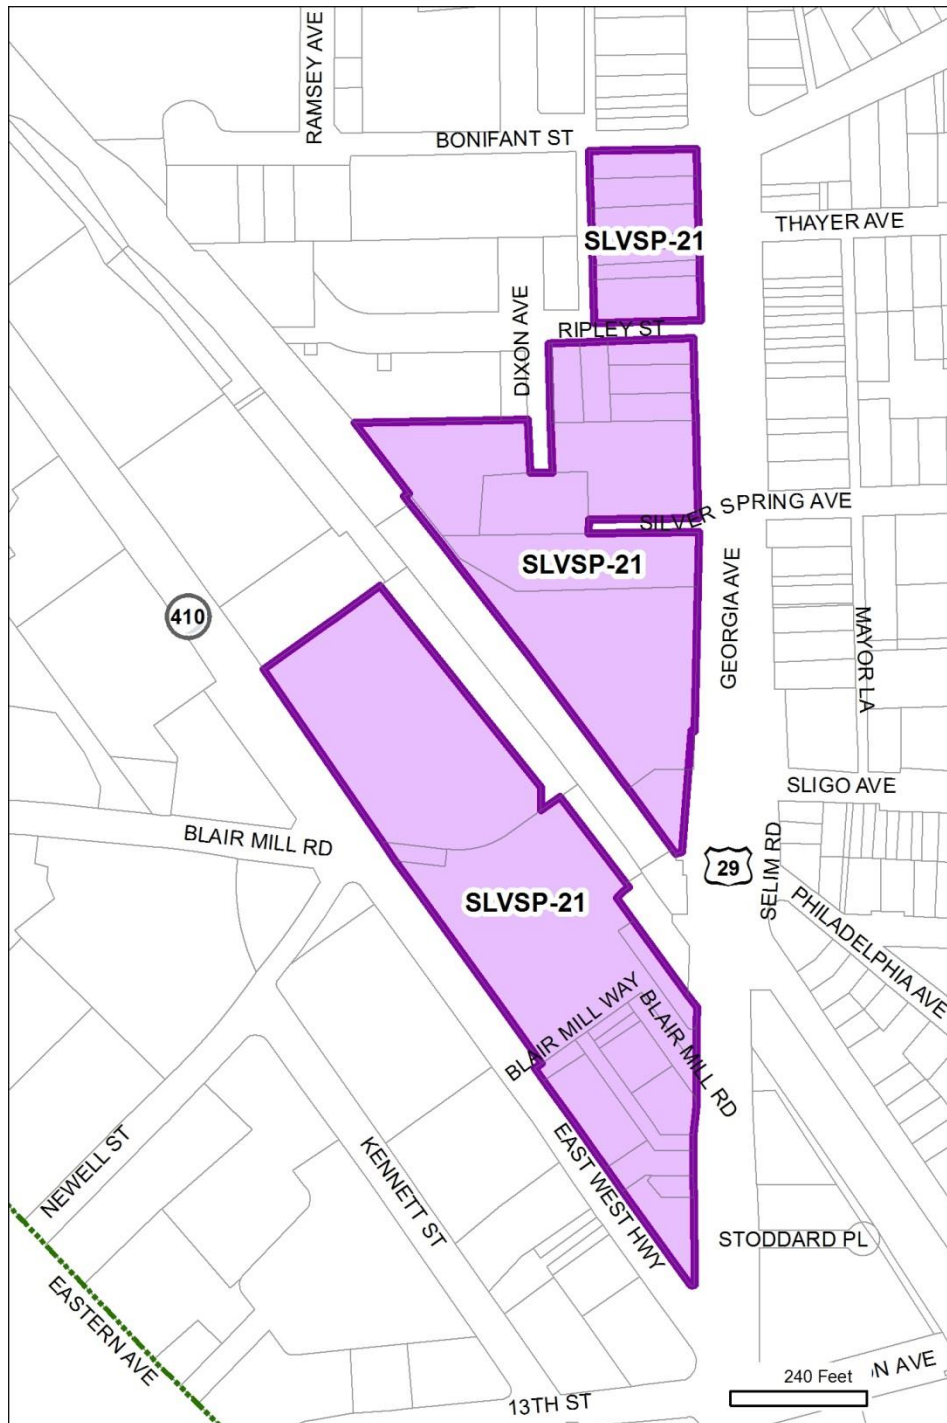 RAMSEY AVE
BONIFANT ST
THAYER AVE
SLVSP-21
DIXON AVE
RIPLEY ST
SILVER SPRING AVE
SLVSP-21
GEORGIA AVE
410
MAYOR LA
SLIGO AVE
BLAIR MILL RD
29
SELIM RD
SLVSP-21
PHILADELPHIA AVE
BLAIR MILL WAY
BLAIR MILL RD
NEWELL ST
KENNETT ST
EAST WEST HWY
STODDARD PL
EASTERN AVE
240 Feet
ON AVE
13TH ST